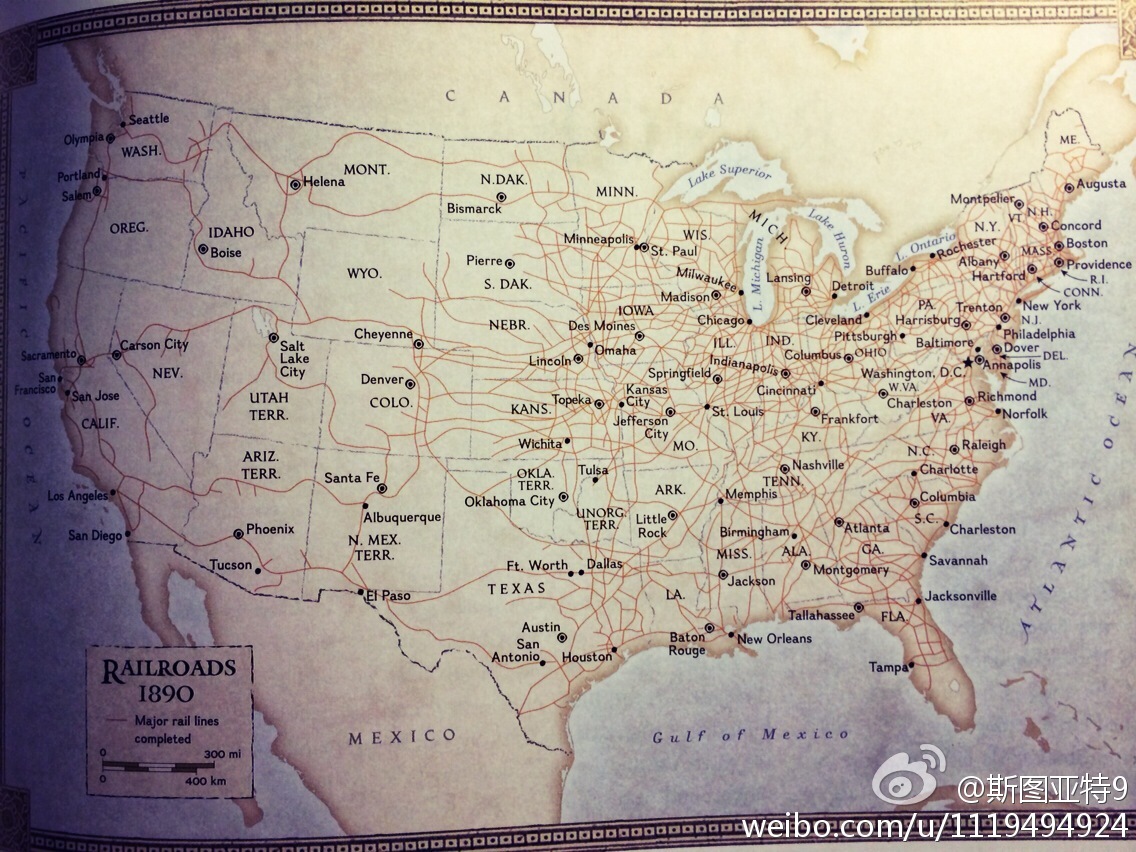 CANADA
Seattle
Olympia
WASH.
Portland
Salem
OREG.
MONT.
Helena
IDAHO
Boise
WYO.
N.DAK.
Bismarck
Pierre
S. DAK.
MINN.
Minneapolis
St. Paul
WIS.
Lake Superior
MICH.
Lake Huron
L. Michigan
L. Ontario
L. Erie
ME.
Augusta
Montpelier
VT.
N.H.
Concord
N.Y.
Rochester
Albany
MASS.
Boston
Buffalo
Hartford
Providence
R.I.
CONN.
Milwaukee
Madison
Lansing
Detroit
Chicago
Cleveland
PA.
Trenton
New York
N.J.
Harrisburg
Pittsburgh
Philadelphia
Baltimore
Dover
DEL.
Annapolis
Washington, D.C.
MD.
NEBR.
IOWA
Des Moines
Omaha
Lincoln
ILL.
IND.
Columbus
OHIO
Indianapolis
Springfield
Cincinnati
W.VA.
Charleston
Richmond
VA.
Norfolk
Cheyenne
Denver
COLO.
Salt
Lake
City
Carson City
Sacramento
NEV.
San
Francisco
San Jose
CALIF.
UTAH
TERR.
KANS.
Topeka
Kansas
City
Jefferson
City
St. Louis
Frankfort
KY.
Wichita
MO.
ARIZ.
TERR.
Santa Fe
Albuquerque
N. MEX.
TERR.
OKLA.
TERR.
Tulsa
Oklahoma City
UNORG.
TERR.
ARK.
Little
Rock
Nashville
TENN.
Memphis
N.C.
Raleigh
Charlotte
Columbia
S.C.
Charleston
Los Angeles
San Diego
Phoenix
Tucson
El Paso
Ft. Worth
Dallas
TEXAS
Austin
San
Antonio
Houston
LA.
Baton
Rouge
New Orleans
MISS.
Jackson
Birmingham
ALA.
Montgomery
Atlanta
GA.
Savannah
Jacksonville
Tallahassee
FLA.
Tampa
PACIFIC OCEAN
ATLANTIC OCEAN
MEXICO
Gulf of Mexico
RAILROADS
1890
Major rail lines
completed
0 300 mi
0 400 km
@斯图亚特9
weibo.com/u/1119494924